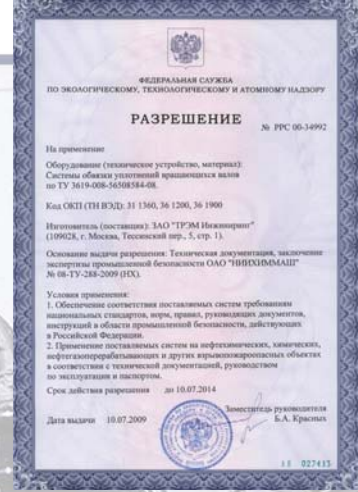 ФЕДЕРАЛЬНАЯ СЛУЖБА
ПО ЭКОЛОГИЧЕСКОМУ, ТЕХНОЛОГИЧЕСКОМУ И АТОМНОМУ НАДЗОРУ
РАЗРЕШЕНИЕ
№ РРС 00-34992
На применение
Оборудование (техническое устройство, материал):
Системы обвязки уплотнений вращающихся валов
по ТУ 3619-008-56508584-08.
Код ОКП (ТН ВЭД): 31 1360, 36 1200, 36 1900
Изготовитель (поставщик): ЗАО "ТРЭМ Инжиниринг"
(109028, г. Москва, Тессинский пер., 5, стр. 1).
Основание выдачи разрешения: Техническая документация, заключение
экспертизы промышленной безопасности ОАО "НИИХИММАШ"
№ 08-ТУ-288-2009 (НХ).
Условия применения:
1. Обеспечение соответствия поставляемых систем требованиям
национальных стандартов, норм, правил, руководящих документов,
инструкций в области промышленной безопасности, действующих
в Российской Федерации.
2. Применение поставляемых систем на нефтехимических, химических,
нефтегазоперерабатывающих и других взрывопожароопасных объектах
в соответствии с технической документацией, руководством
по эксплуатации и паспортом.
Срок действия разрешения до 10.07.2014
Заместитель руководителя
Дата выдачи 10.07.2009 Б.А. Красных
027413